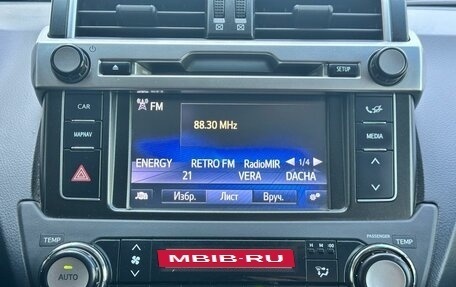 SETUP
CAR
MAP/NAV
MEDIA
FM
88.30 MHz
ENERGY RETRO FM RadioMIR 1/4
21 VERA DACHA
Избр. Лист Вруч.
TEMP
PASSENGER
TEMP
AUTO
MBIB-RU